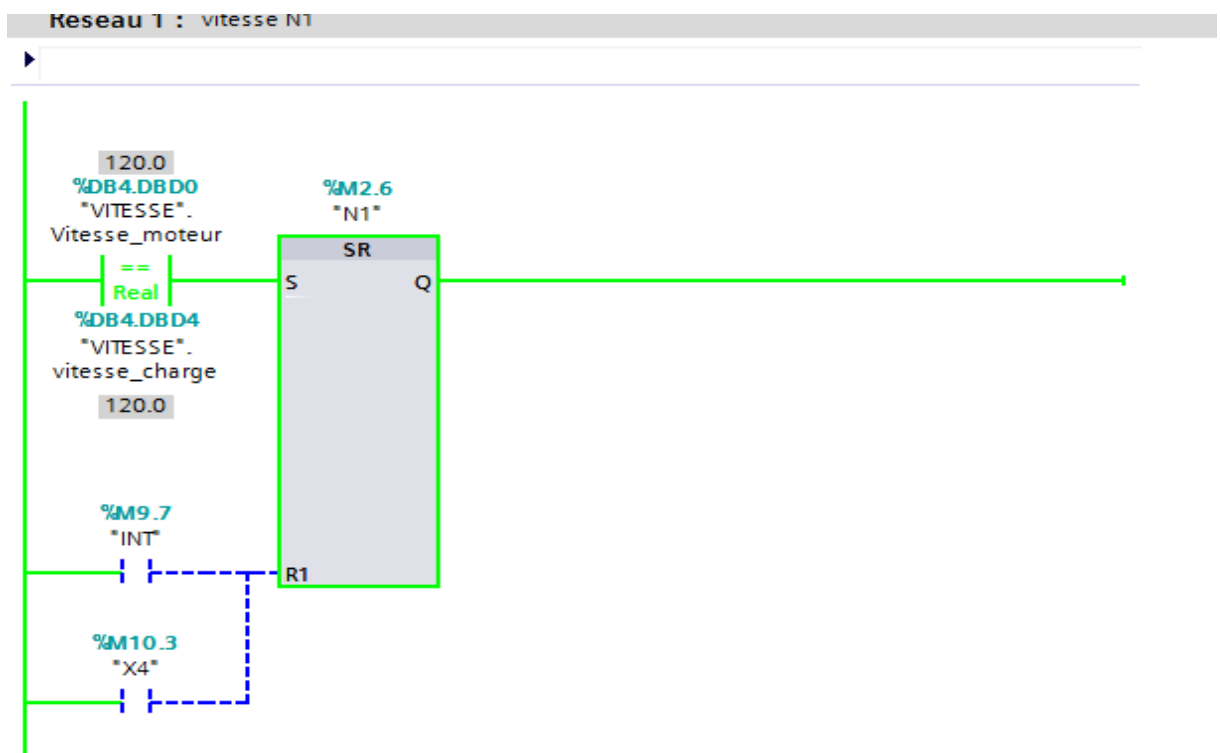 Réseau 1 : vitesse N1
120.0
%DB4.DBD0
"VITESSE".
Vitesse_moteur
==
Real
%DB4.DBD4
"VITESSE".
vitesse_charge
120.0
%M2.6
"N1"
SR
S Q
R1
%M9.7
"INT"
%M10.3
"X4"